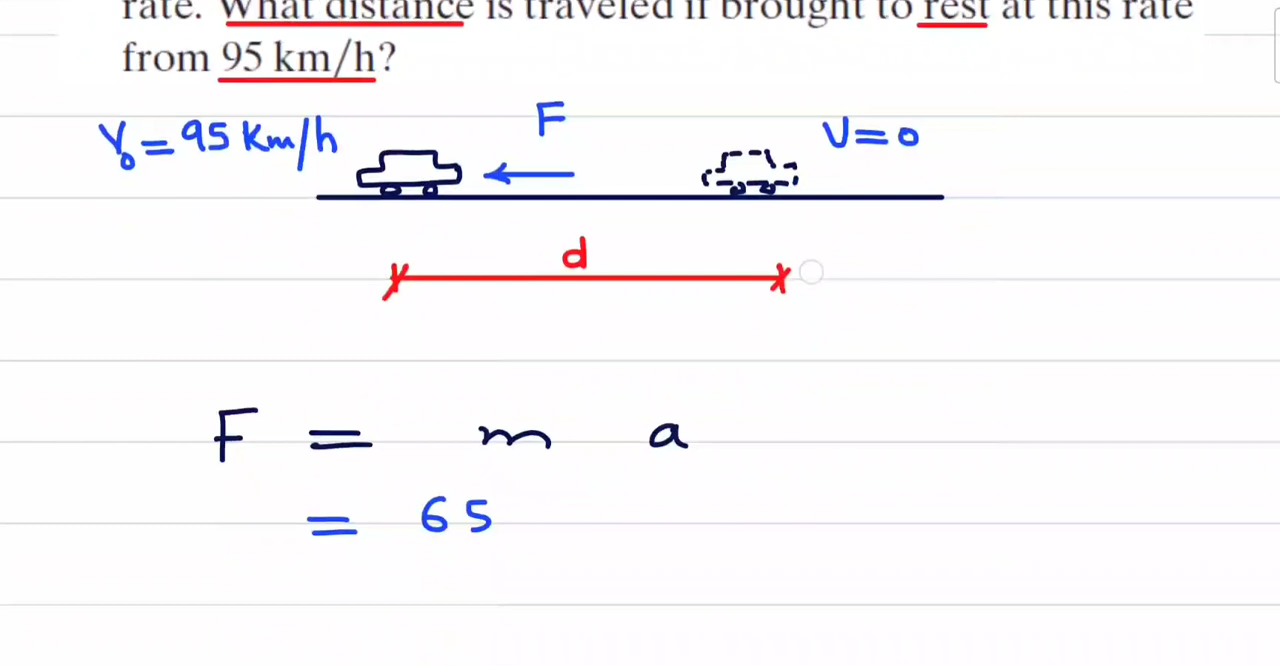 rate. What distance is traveled if brought to rest at this rate
from 95 km/h?
V₀ = 95 Km/h
F
V=0
d
F = m a
= 65